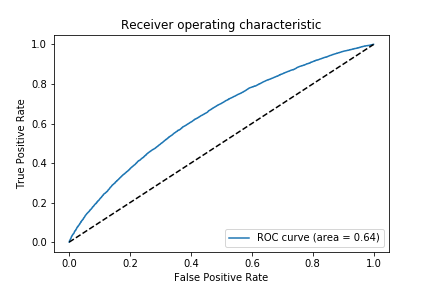 Receiver operating characteristic
True Positive Rate
1.0
0.8
0.6
0.4
0.2
0.0
ROC curve (area = 0.64)
0.0 0.2 0.4 0.6 0.8 1.0
False Positive Rate